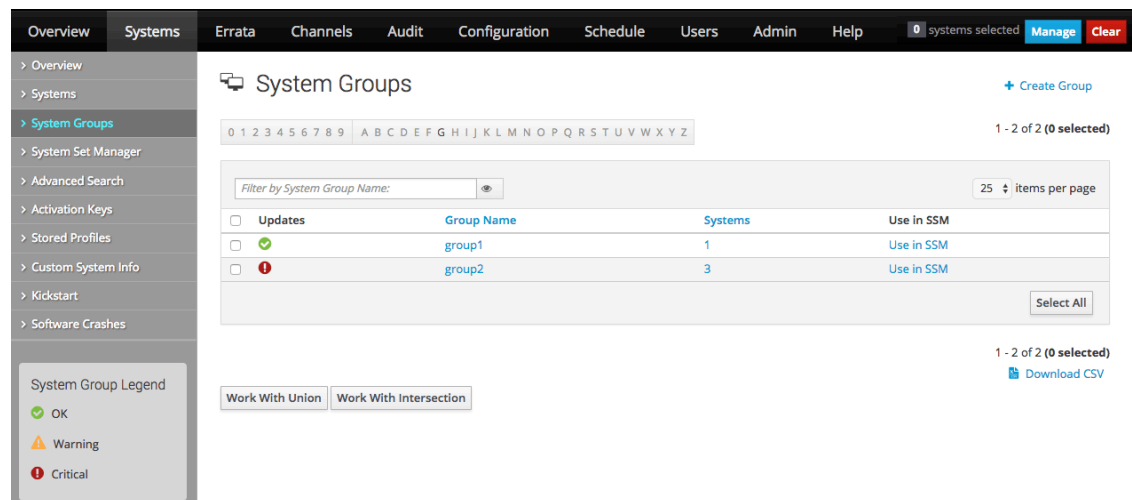 Overview Systems Errata Channels Audit Configuration Schedule Users Admin Help 0 systems selected Manage Clear
> Overview
> Systems
> System Groups
> System Set Manager
> Advanced Search
> Activation Keys
> Stored Profiles
> Custom System Info
> Kickstart
> Software Crashes
System Group Legend
OK
Warning
Critical
System Groups
+ Create Group
0 1 2 3 4 5 6 7 8 9 A B C D E F G H I J K L M N O P Q R S T U V W X Y Z
1 - 2 of 2 (0 selected)
Filter by System Group Name:
25 items per page
Updates Group Name Systems Use in SSM
group1 1 Use in SSM
group2 3 Use in SSM
Select All
1 - 2 of 2 (0 selected)
Download CSV
Work With Union Work With Intersection